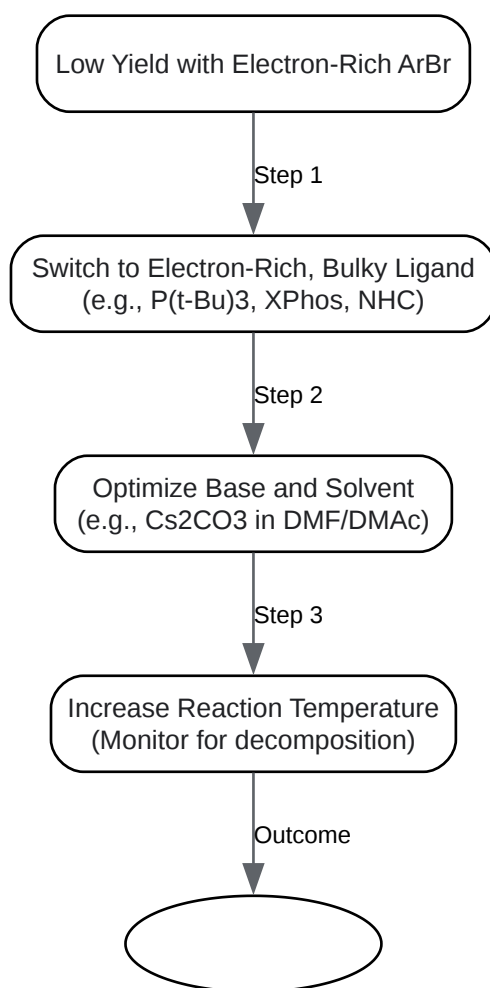 Low Yield with Electron-Rich ArBr
Step 1
Switch to Electron-Rich, Bulky Ligand
(e.g., P(t-Bu)3, XPhos, NHC)
Step 2
Optimize Base and Solvent
(e.g., Cs2CO3 in DMF/DMAc)
Step 3
Increase Reaction Temperature
(Monitor for decomposition)
Outcome